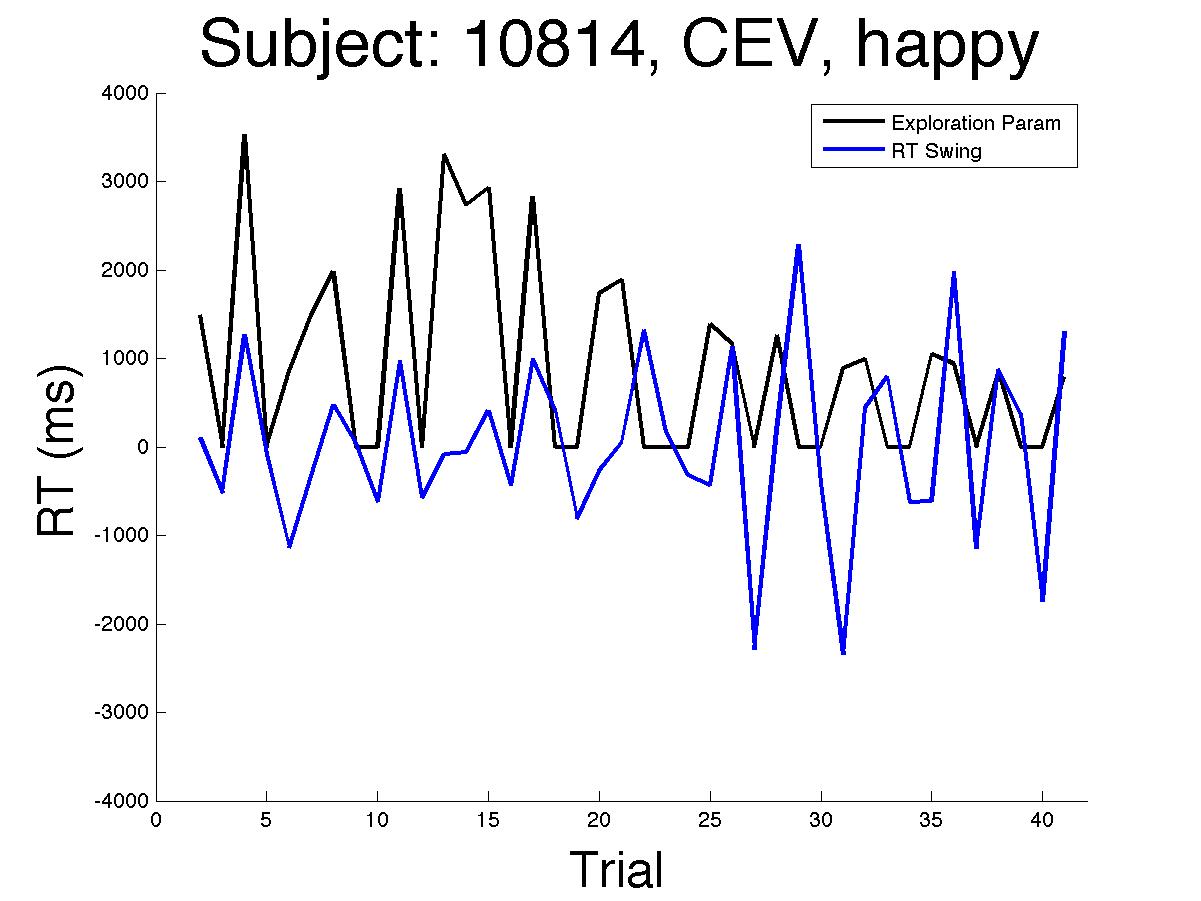 Subject: 10814, CEV, happy
4000
3000
2000
1000
0
-1000
-2000
-3000
-4000
RT (ms)
Exploration Param
RT Swing
0 5 10 15 20 25 30 35 40
Trial